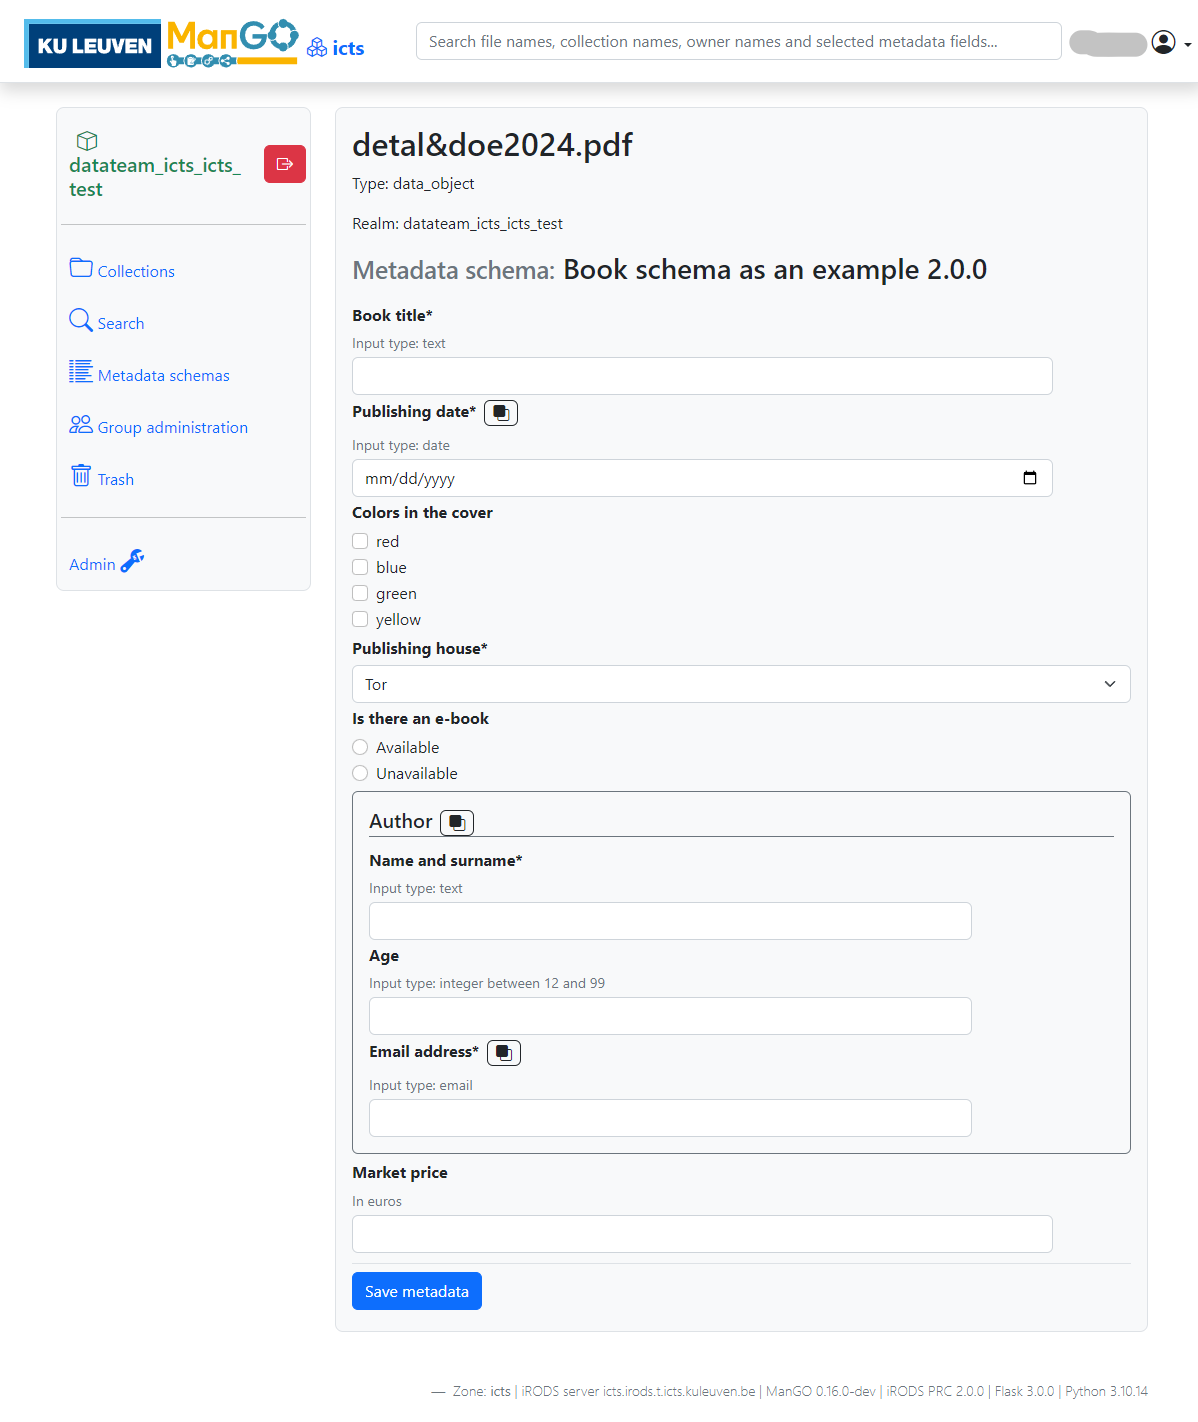 KU LEUVEN ManGO icts
Search file names, collection names, owner names and selected metadata fields...
datateam_icts_icts_
test
Collections
Search
Metadata schemas
Group administration
Trash
Admin
detal&doe2024.pdf
Type: data_object
Realm: datateam_icts_icts_test
Metadata schema: Book schema as an example 2.0.0
Book title*
Input type: text
Publishing date*
Input type: date
mm/dd/yyyy
Colors in the cover
red
blue
green
yellow
Publishing house*
Tor
Is there an e-book
Available
Unavailable
Author
Name and surname*
Input type: text
Age
Input type: integer between 12 and 99
Email address*
Input type: email
Market price
In euros
Save metadata
— Zone: icts | iRODS server icts.irods.t.icts.kuleuven.be | ManGO 0.16.0-dev | iRODS PRC 2.0.0 | Flask 3.0.0 | Python 3.10.14